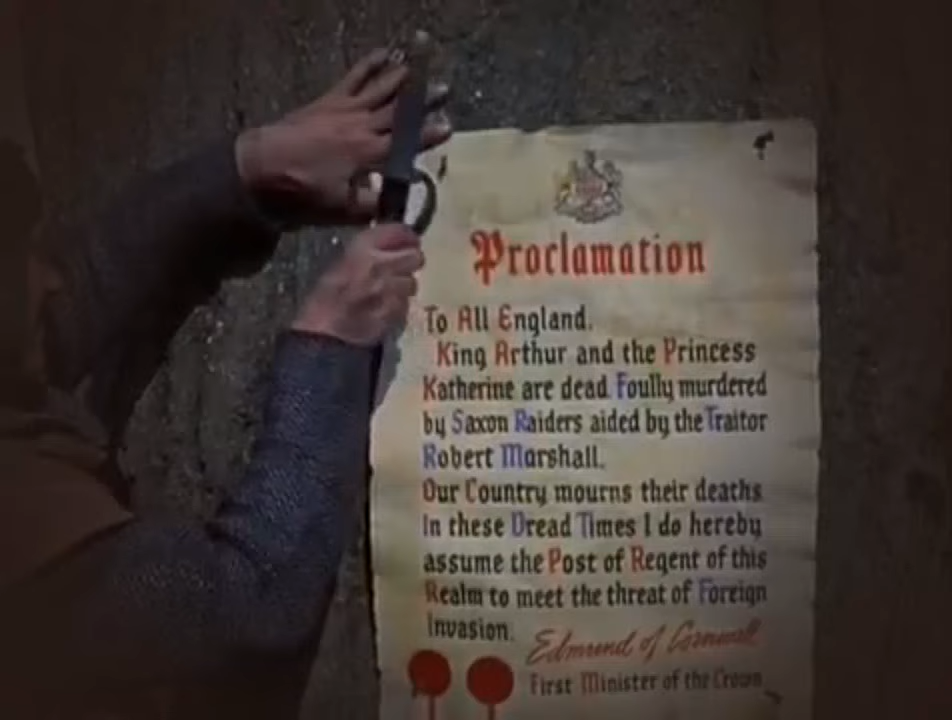 Proclamation
To All England.
King Arthur and the Princess
Katherine are dead. Foully murdered
by Saxon Raiders aided by the Traitor
Robert Marshall.
Our Country mourns their deaths
In these Dread Times I do hereby
assume the Post of Regent of this
Realm to meet the threat of Foreign
Invasion.
Edmund of Cornwall
First Minister of the Crown